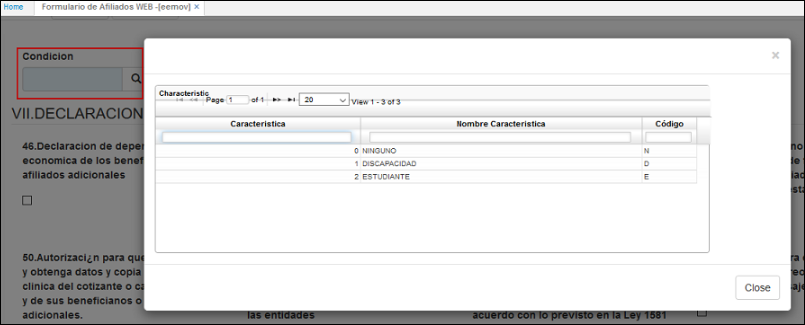 Home Formulario de Afiliados WEB -[eemov] ×
Condicion
×
Characteristic
Page 1 of 1 20 View 1 - 3 of 3
Caracteristica Nombre Caracteristica Código
0 NINGUNO N
1 DISCAPACIDAD D
2 ESTUDIANTE E
VII.DECLARACION
46.Declaracion de depe
economica de los benef
afiliados adicionales
50.Autorizaci¿n para que
y obtenga datos y copia
clinica del cotizante o ca
y de sus beneficiarios o
adicionales.
las entidades
acuerdo con lo previsto en la Ley 1581
Close